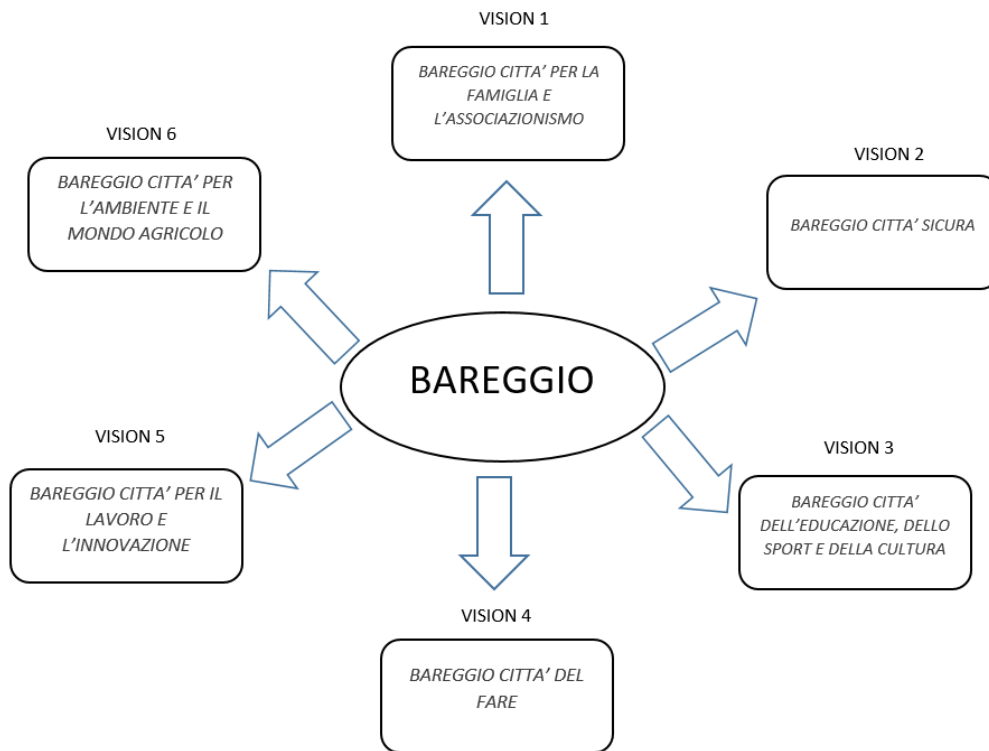 VISION 1
BAREGGIO CITTA’ PER LA
FAMIGLIA E
L’ASSOCIAZIONISMO
VISION 6
BAREGGIO CITTA’ PER
L’AMBIENTE E IL
MONDO AGRICOLO
VISION 2
BAREGGIO CITTA’ SICURA
BAREGGIO
VISION 5
BAREGGIO CITTA’ PER IL
LAVORO E
L’INNOVAZIONE
VISION 3
BAREGGIO CITTA’
DELL’EDUCAZIONE, DELLO
SPORT E DELLA CULTURA
VISION 4
BAREGGIO CITTA’ DEL
FARE